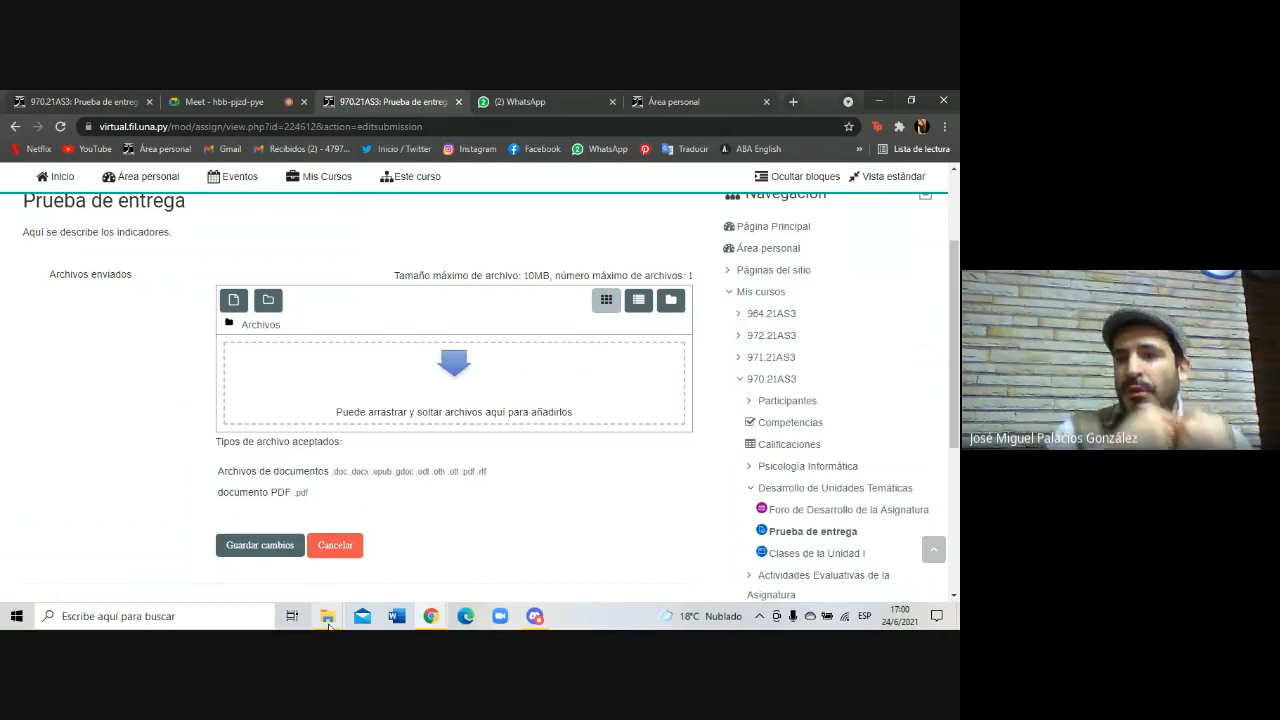 970.21AS3: Prueba de entreg
Meet - hbb-pjzd-pye
970.21AS3: Prueba de entreg
(2) WhatsApp
Área personal
virtual.fil.una.py/mod/assign/view.php?id=224612&action=editsubmission
Netflix YouTube Área personal Gmail Recibidos (2) - 4797... Inicio / Twitter Instagram Facebook WhatsApp Traducir ABA English » Lista de lectura
Inicio Área personal Eventos Mis Cursos Este curso Ocultar bloques Vista estándar
Prueba de entrega
Aquí se describe los indicadores.
Archivos enviados
Tamaño máximo de archivo: 10MB, número máximo de archivos: 1
Archivos
Puede arrastrar y soltar archivos aquí para añadirlos
Tipos de archivo aceptados:
Archivos de documentos .doc .docx .epub .gdoc .odt .oth .ott .pdf .rtf
documento PDF .pdf
Guardar cambios Cancelar
Navegación
Página Principal
Área personal
Páginas del sitio
Mis cursos
964.21AS3
972.21AS3
971.21AS3
970.21AS3
Participantes
Competencias
Calificaciones
Psicología Informática
Desarrollo de Unidades Temáticas
Foro de Desarrollo de la Asignatura
Prueba de entrega
Clases de la Unidad I
Actividades Evaluativas de la
Asignatura
Escribe aquí para buscar
18°C Nublado
ESP
17:00
24/6/2021
José Miguel Palacios González